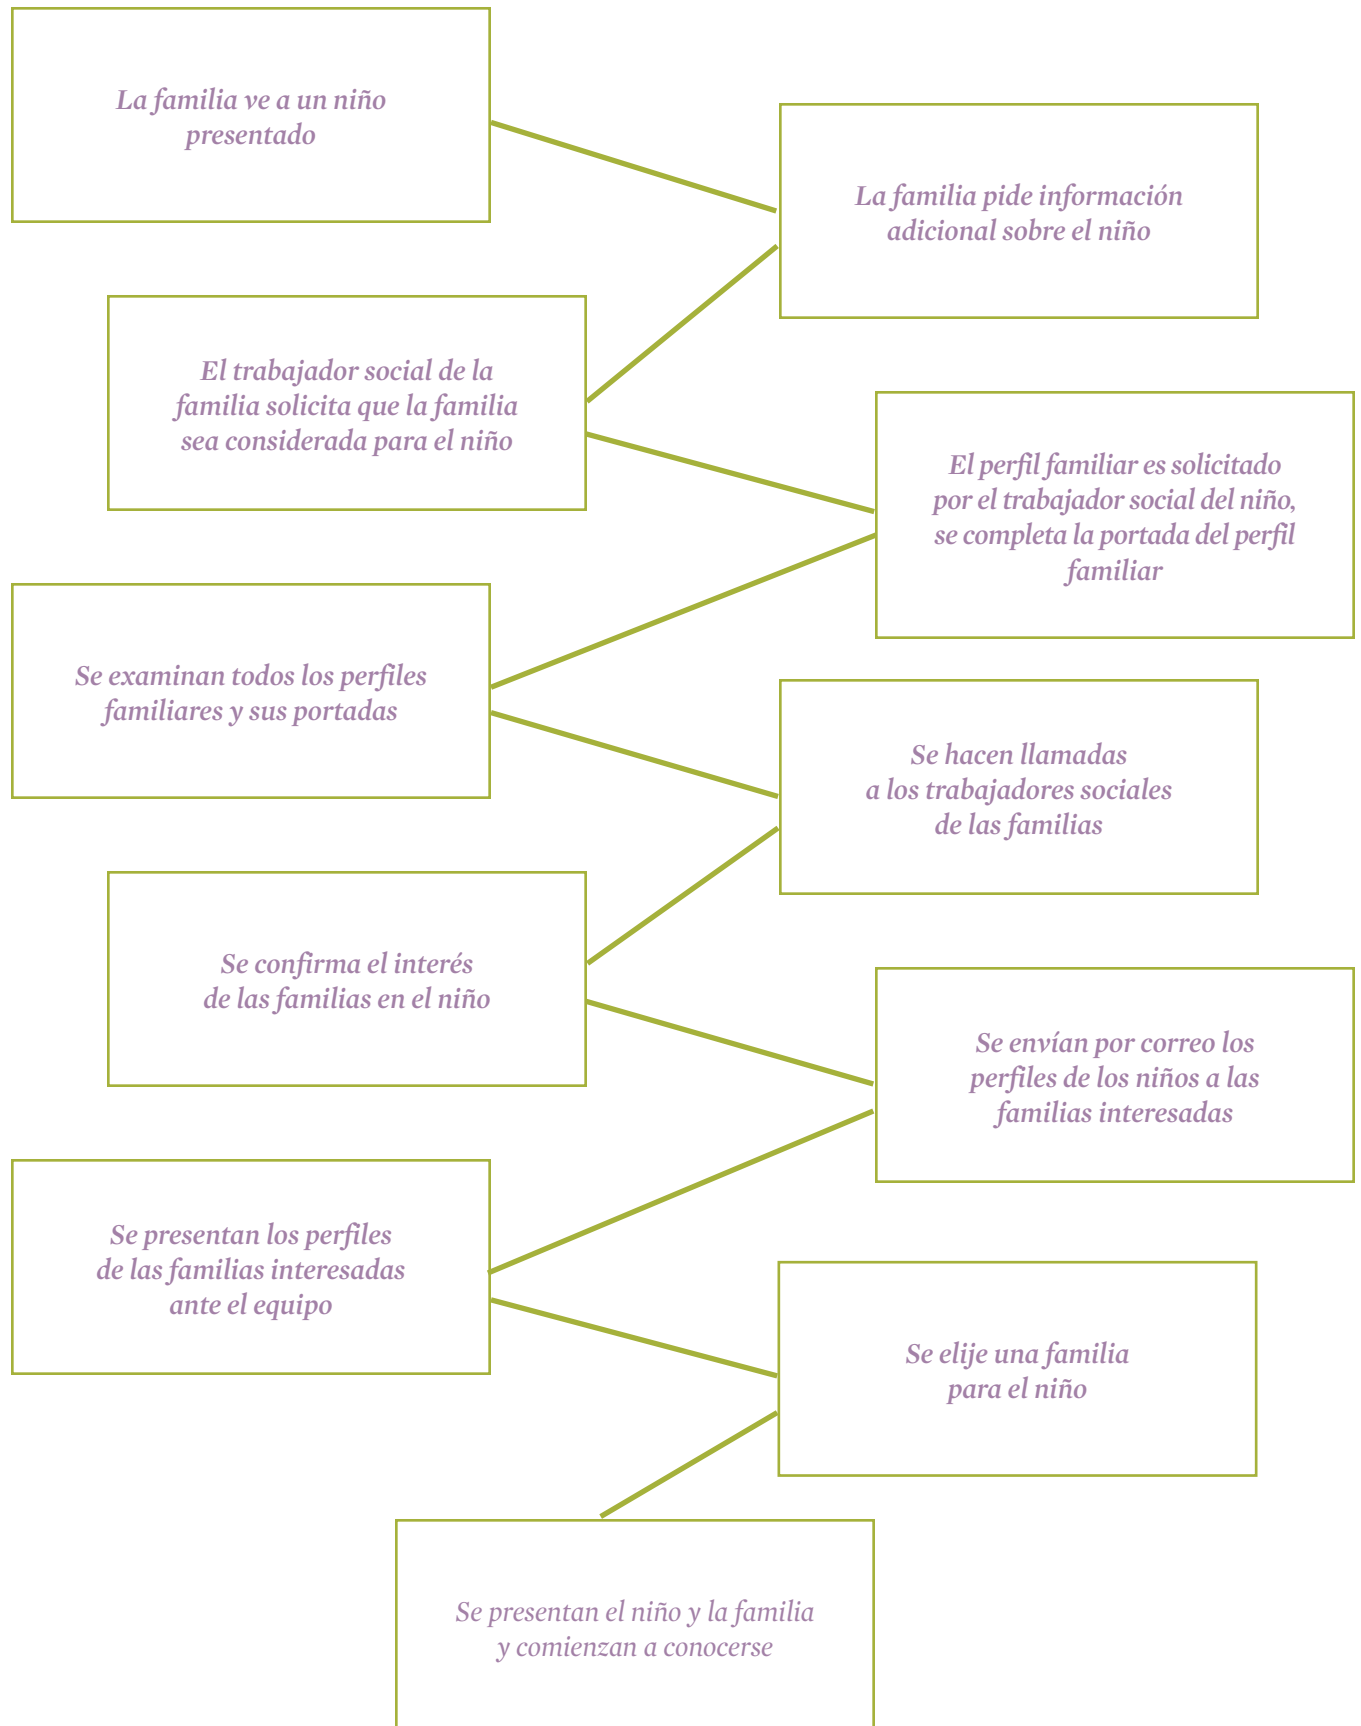 La familia ve a un niño
presentado
La familia pide información
adicional sobre el niño
El trabajador social de la
familia solicita que la familia
sea considerada para el niño
El perfil familiar es solicitado
por el trabajador social del niño,
se completa la portada del perfil
familiar
Se examinan todos los perfiles
familiares y sus portadas
Se hacen llamadas
a los trabajadores sociales
de las familias
Se confirma el interés
de las familias en el niño
Se envían por correo los
perfiles de los niños a las
familias interesadas
Se presentan los perfiles
de las familias interesadas
ante el equipo
Se elije una familia
para el niño
Se presentan el niño y la familia
y comienzan a conocerse